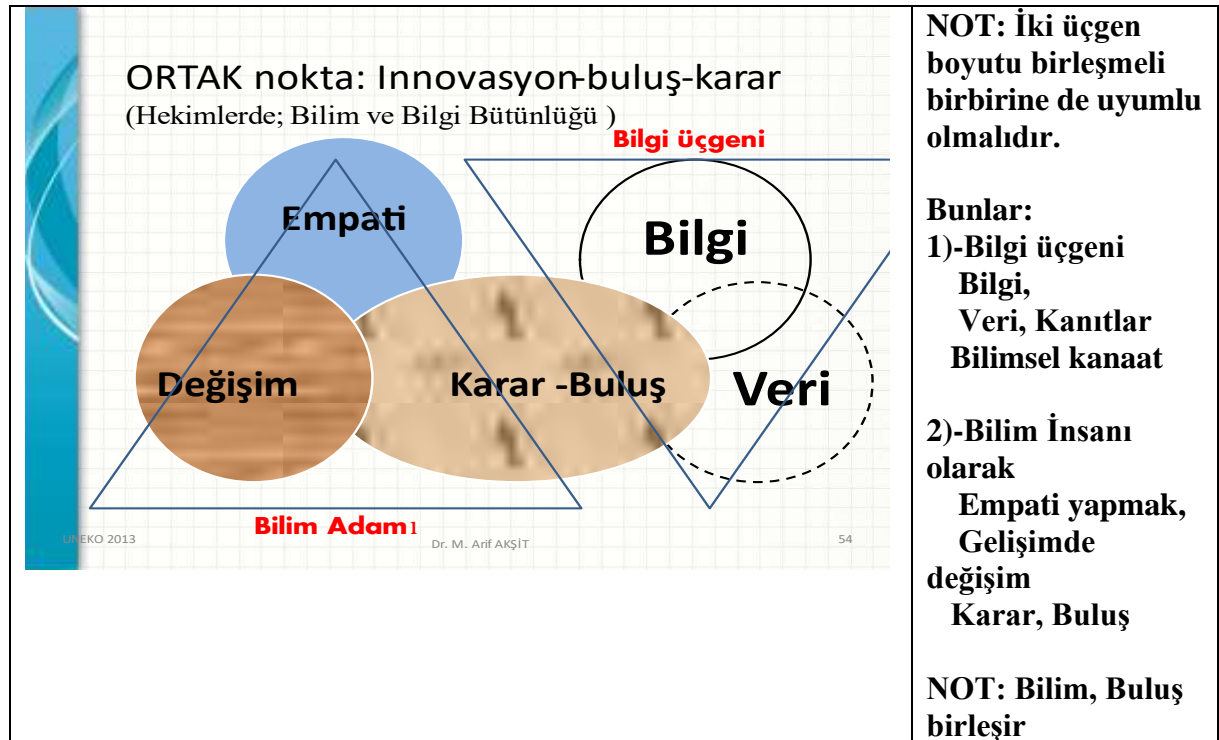 ORTAK nokta: Innovasyon-buluş-karar
(Hekimlerde; Bilim ve Bilgi Bütünlüğü )
Bilgi üçgeni
Empati
Bilgi
Değişim
Karar -Buluş
Veri
Bilim Adamı
UNEKO 2013
Dr. M. Arif AKŞİT
54
NOT: İki üçgen
boyutu birleşmeli
birbirine de uyumlu
olmalıdır.
Bunlar:
1)-Bilgi üçgeni
Bilgi,
Veri, Kanıtlar
Bilimsel kanaat
2)-Bilim İnsanı
olarak
Empati yapmak,
Gelişimde
değişim
Karar, Buluş
NOT: Bilim, Buluş
birleşir